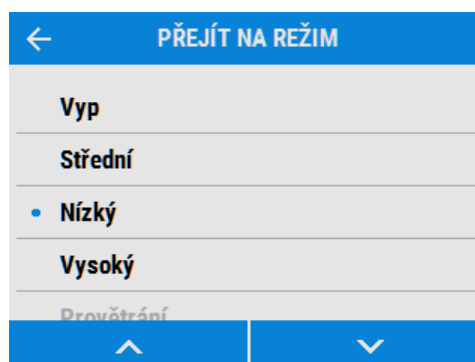 PŘEJÍT NA REŽIM
Vyp
Střední
Nízký
Vysoký
Provětrání